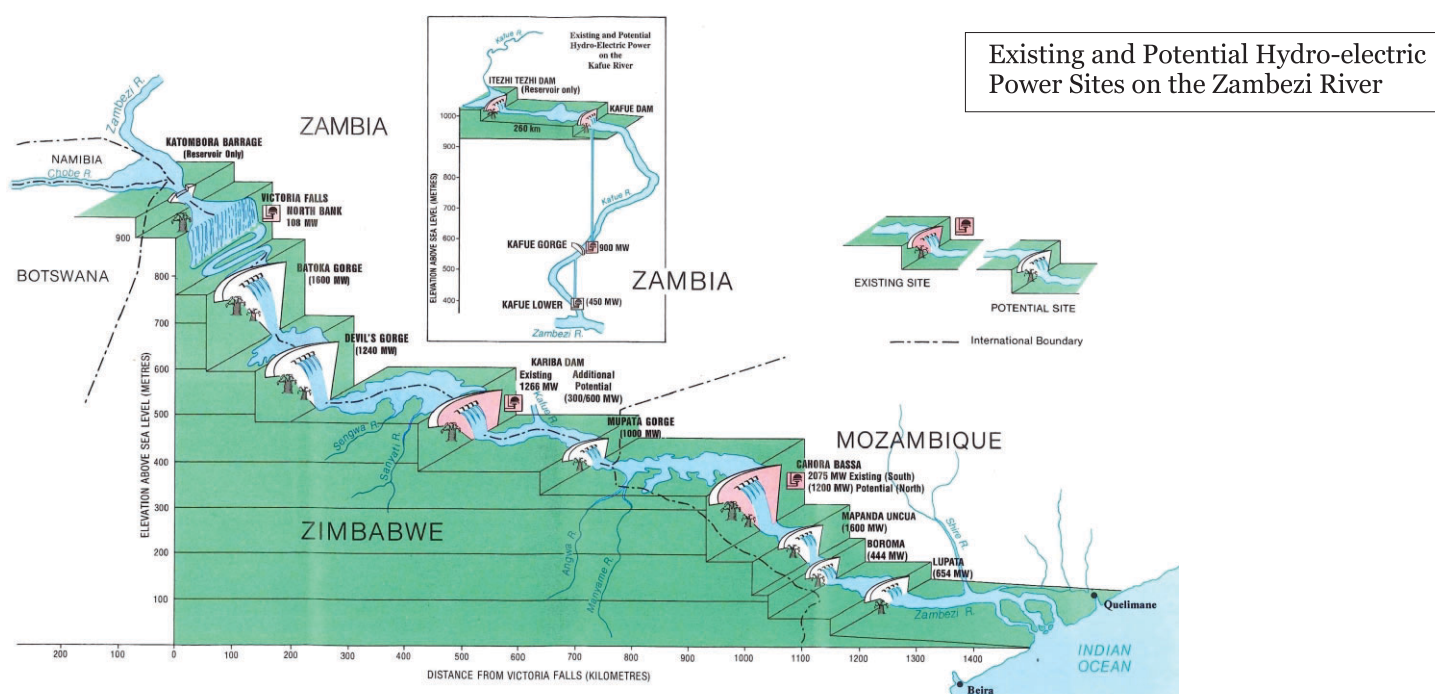 Existing and Potential Hydro-electric
Power Sites on the Zambezi River
Existing and Potential
Hydro-Electric Power
on the
Kafue River
Kafue R.
ITEZHI TEZHI DAM
(Reservoir only)
KAFUE DAM
260 km
1000
900
800
700
600
500
400
ELEVATION ABOVE SEA LEVEL (METRES)
Kafue R.
KAFUE GORGE
900 MW
KAFUE LOWER
(450 MW)
Zambezi R.
ZAMBIA
ZAMBIA
Zambezi R.
NAMIBIA
Chobe R.
BOTSWANA
KATOMBORA BARRAGE
(Reservoir Only)
VICTORIA FALLS
NORTH BANK
108 MW
BATOKA GORGE
(1600 MW)
DEVIL'S GORGE
(1240 MW)
KARIBA DAM
Existing
1266 MW
Additional
Potential
(300/600 MW)
Kafue R.
MUPATA GORGE
(1000 MW)
Sengwa R.
Sanyati R.
ZIMBABWE
Angwa R.
Manyame R.
MOZAMBIQUE
CAHORA BASSA
2075 MW Existing (South)
(1200 MW) Potential (North)
MAPANDA UNCUA
(1600 MW)
BOROMA
(444 MW)
LUPATA
(654 MW)
Shire R.
Zambezi R.
Quelimane
INDIAN
OCEAN
Beira
EXISTING SITE
POTENTIAL SITE
International Boundary
900
800
700
600
500
400
300
200
100
ELEVATION ABOVE SEA LEVEL (METRES)
200
100
0
100
200
300
400
500
600
700
800
900
1000
1100
1200
1300
1400
DISTANCE FROM VICTORIA FALLS (KILOMETRES)